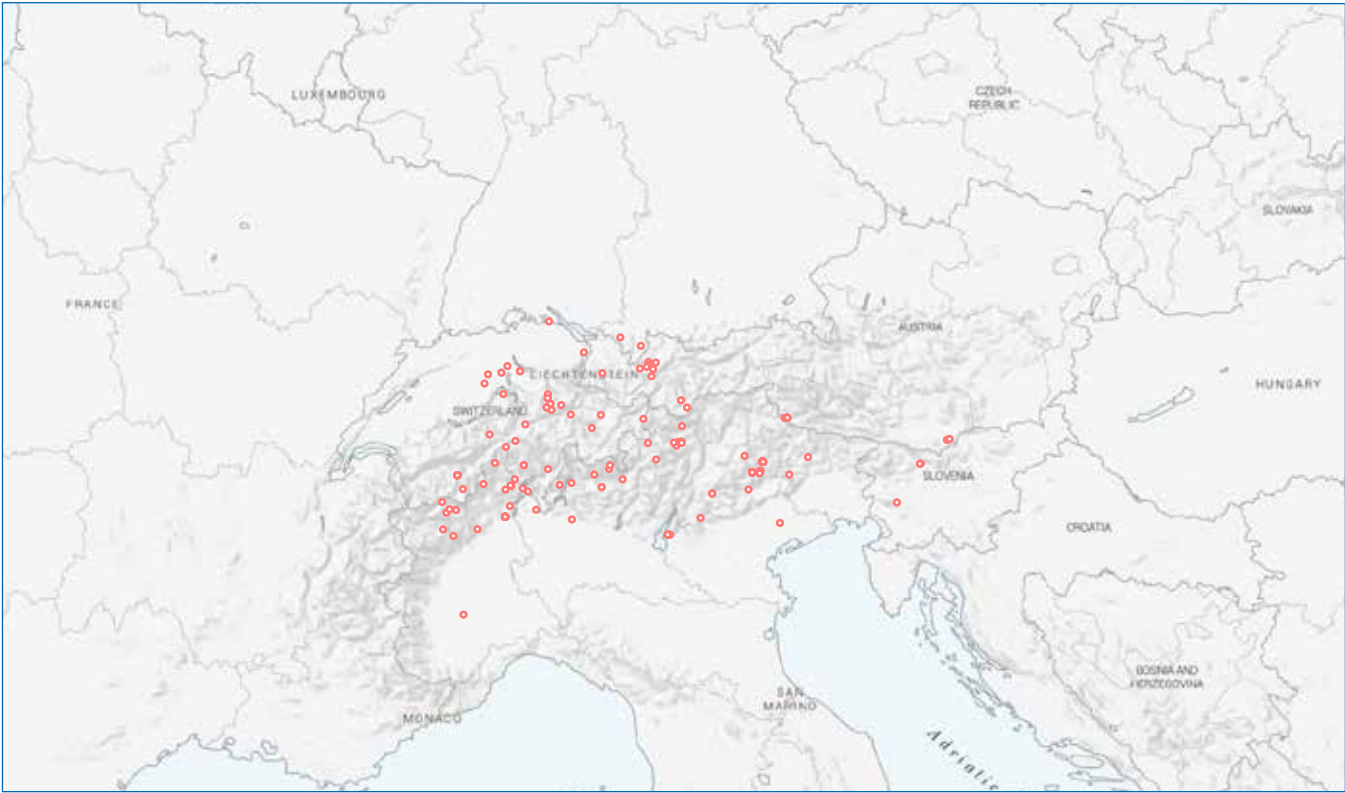 LUXEMBOURG
CZECH
REPUBLIC
SLOVAKIA
FRANCE
AUSTRIA
LIECHTENSTEIN
HUNGARY
SWITZERLAND
SLOVENIA
CROATIA
BOSNIA AND
HERZEGOVINA
SAN
MARINO
MONACO
Adriatic